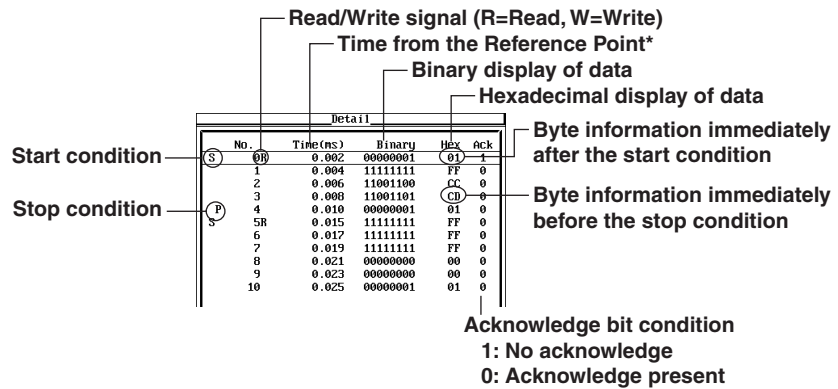 Read/Write signal (R=Read, W=Write)
Time from the Reference Point*
Binary display of data
Hexadecimal display of data
Detail
No. Time(ms) Binary Hex Ack
S 0R 0.002 00000001 01 1
1 0.004 11111111 FF 0
2 0.006 11001100 CC 0
3 0.008 11001101 CD 0
P 4 0.010 00000001 01 0
S 5R 0.015 11111111 FF 0
6 0.017 11111111 FF 0
7 0.019 11111111 FF 0
8 0.021 00000000 00 0
9 0.023 00000000 00 0
10 0.025 00000001 01 0
Start condition
Stop condition
Byte information immediately
after the start condition
Byte information immediately
before the stop condition
Acknowledge bit condition
1: No acknowledge
0: Acknowledge present